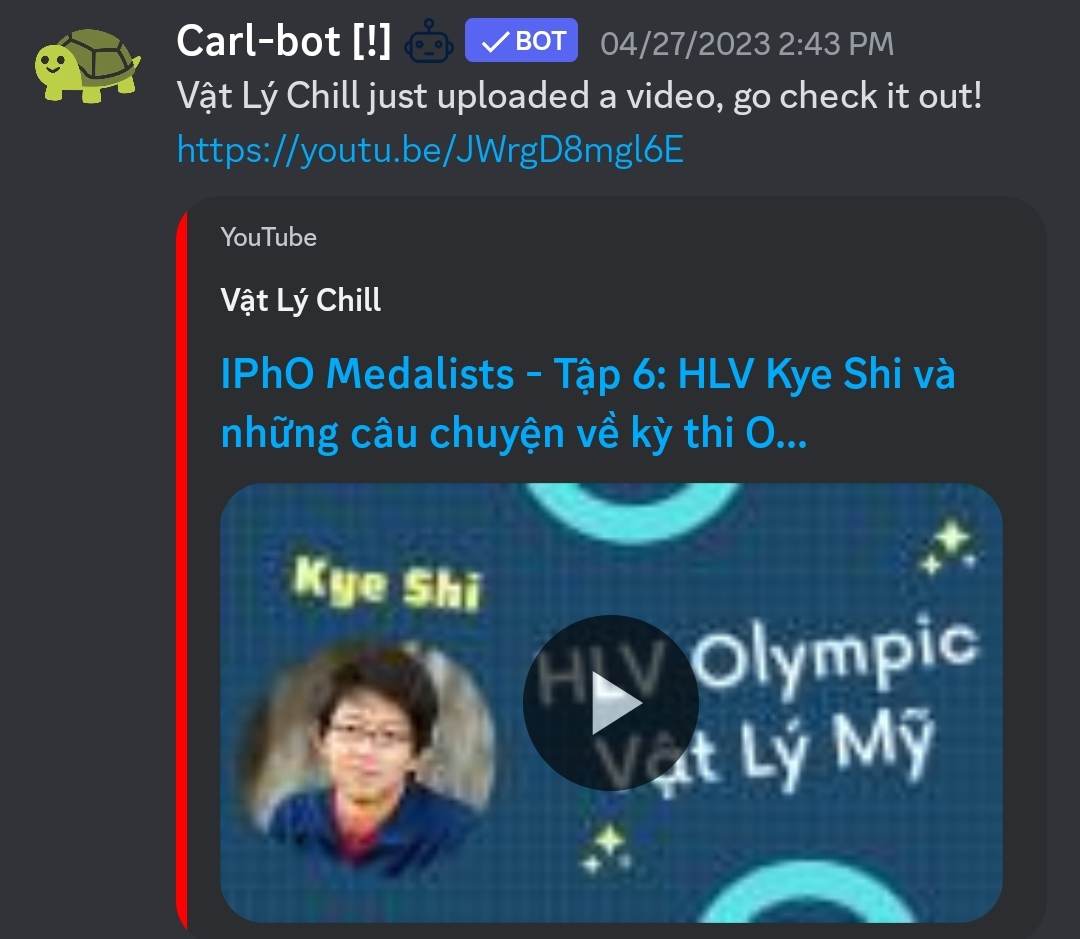 Carl-bot [!] ✓ BOT 04/27/2023 2:43 PM
Vật Lý Chill just uploaded a video, go check it out!
https://youtu.be/JWrgD8mgl6E
YouTube
Vật Lý Chill
IPhO Medalists - Tập 6: HLV Kye Shi và
những câu chuyện về kỳ thi O...
Kye Shi
HLV Olympic
Vật Lý Mỹ